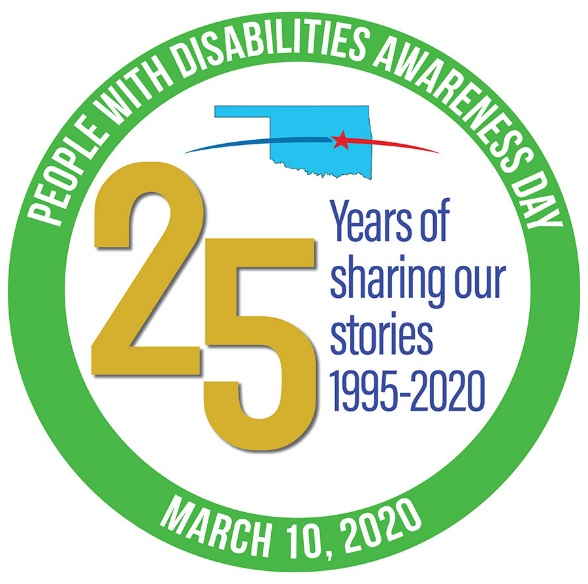 PEOPLE WITH DISABILITIES AWARENESS DAY
25
Years of
sharing our
stories
1995-2020
MARCH 10, 2020